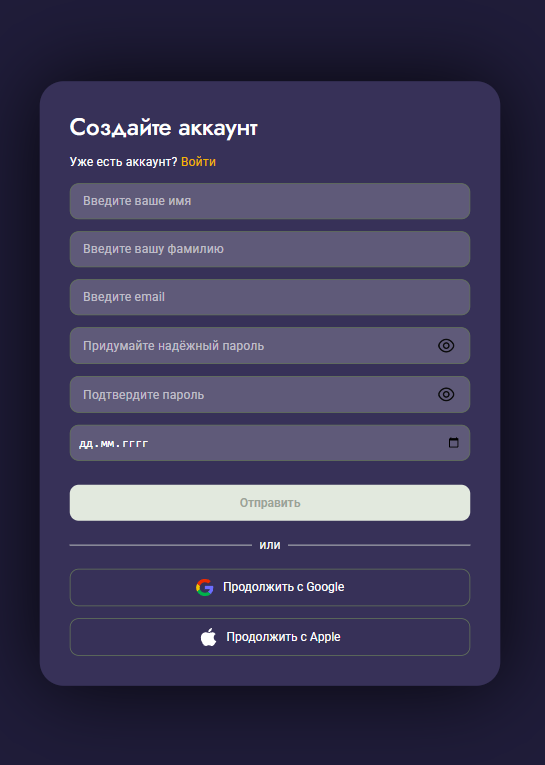 Создайте аккаунт
Уже есть аккаунт? Войти
Введите ваше имя
Введите вашу фамилию
Введите email
Придумайте надёжный пароль
Подтвердите пароль
дд.мм.гггг
Отправить
или
Продолжить с Google
Продолжить с Apple